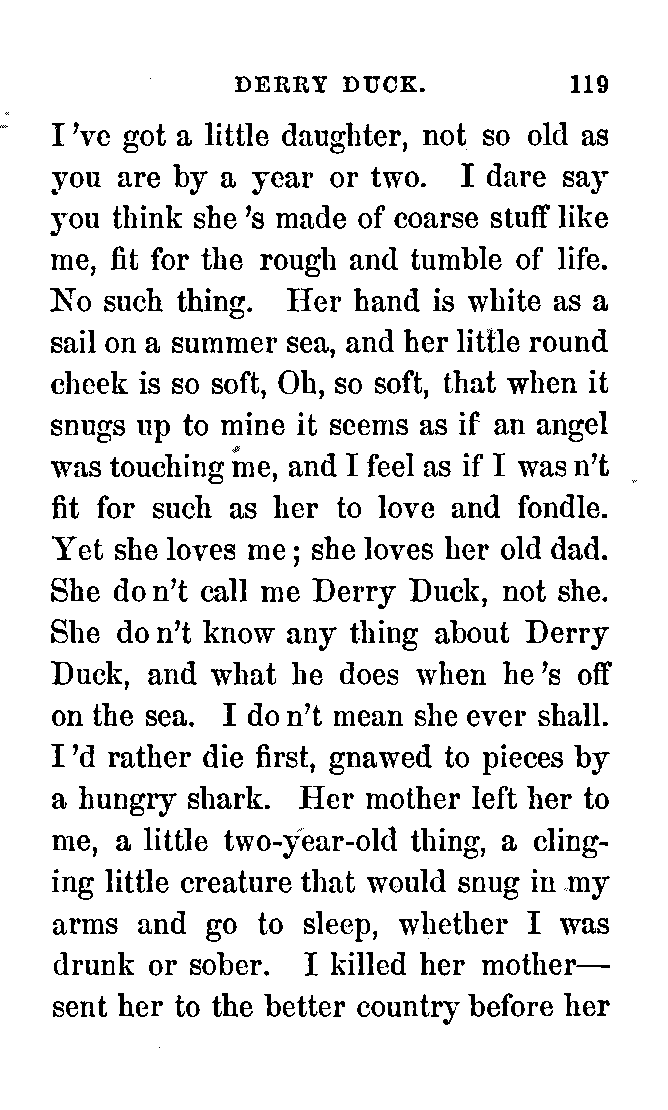 DERRY DUCK. 119
I 've got a little daughter, not so old as
you are by a year or two. I dare say
you think she 's made of coarse stuff like
me, fit for the rough and tumble of life.
No such thing. Her hand is white as a
sail on a summer sea, and her little round
cheek is so soft, Oh, so soft, that when it
snugs up to mine it seems as if an angel
was touching me, and I feel as if I was n't
fit for such as her to love and fondle.
Yet she loves me; she loves her old dad.
She do n't call me Derry Duck, not she.
She do n't know any thing about Derry
Duck, and what he does when he 's off
on the sea. I do n't mean she ever shall.
I 'd rather die first, gnawed to pieces by
a hungry shark. Her mother left her to
me, a little two-year-old thing, a cling-
ing little creature that would snug in my
arms and go to sleep, whether I was
drunk or sober. I killed her mother—
sent her to the better country before her